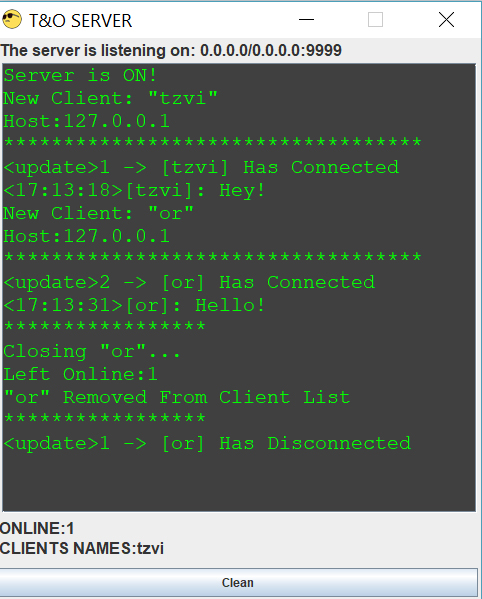 T&O SERVER
The server is listening on: 0.0.0.0/0.0.0.0:9999
Server is ON!
New Client: "tzvi"
Host:127.0.0.1
***********************************
<update>1 -> [tzvi] Has Connected
<17:13:18>[tzvi]: Hey!
New Client: "or"
Host:127.0.0.1
***********************************
<update>2 -> [or] Has Connected
<17:13:31>[or]: Hello!
*****************
Closing "or"...
Left Online:1
"or" Removed From Client List
*****************
<update>1 -> [or] Has Disconnected
ONLINE:1
CLIENTS NAMES:tzvi
Clean